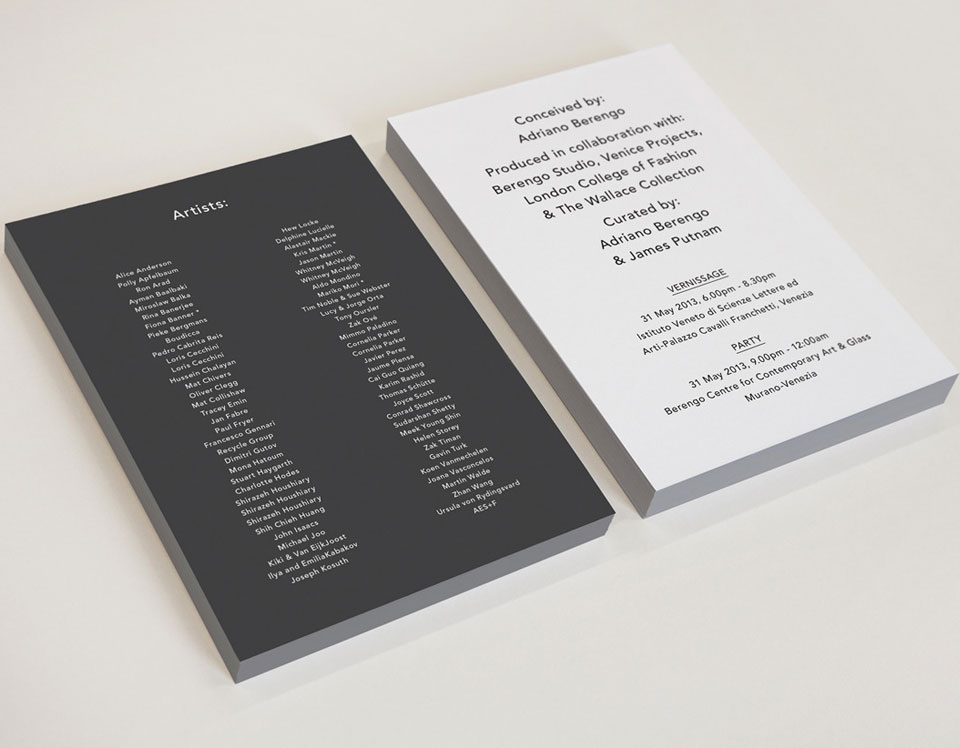 Artists:
Alice Anderson
Polly Apfelbaum
Ron Arad
Ayman Baalbaki
Miroslaw Balka
Rina Banerjee
Fiona Banner *
Pieke Bergmans
Boudicca
Pedro Cabrita Reis
Loris Cecchini
Loris Cecchini
Hussein Chalayan
Mat Chivers
Oliver Clegg
Mat Collishaw
Tracey Emin
Jan Fabre
Paul Fryer
Francesco Gennari
Recycle Group
Dimitri Gutov
Mona Hatoum
Stuart Haygarth
Charlotte Hodes
Shirazeh Houshiary
Shirazeh Houshiary
Shirazeh Houshiary
Shih Chieh Huang
John Isaacs
Michael Joo
Kiki & Van EijkJoost
Ilya and EmiliaKabakov
Joseph Kosuth
Hew Locke
Delphine Lucielle
Alastair Mackie
Kris Martin *
Jason Martin
Whitney McVeigh
Whitney McVeigh
Aldo Mondino
Mariko Mori *
Tim Noble & Sue Webster
Lucy & Jorge Orta
Tony Oursler
Zak Ové
Mimmo Paladino
Cornelia Parker
Cornelia Parker
Javier Perez
Jaume Plensa
Cai Guo Quiang
Karim Rashid
Thomas Schütte
Joyce Scott
Conrad Shawcross
Sudarshan Shetty
Meek Young Shin
Helen Storey
Zak Timan
Gavin Turk
Koen Vanmechelen
Joana Vasconcelos
Martin Walde
Zhan Wang
Ursula von Rydingsvard
AES+F
Conceived by:
Adriano Berengo
Produced in collaboration with:
Berengo Studio, Venice Projects,
London College of Fashion
& The Wallace Collection
Curated by:
Adriano Berengo
& James Putnam
VERNISSAGE
31 May 2013, 6.00pm - 8.30pm
Istituto Veneto di Scienze Lettere ed
Arti-Palazzo Cavalli Franchetti, Venezia
PARTY
31 May 2013, 9.00pm - 12:00am
Berengo Centre for Contemporary Art & Glass
Murano-Venezia